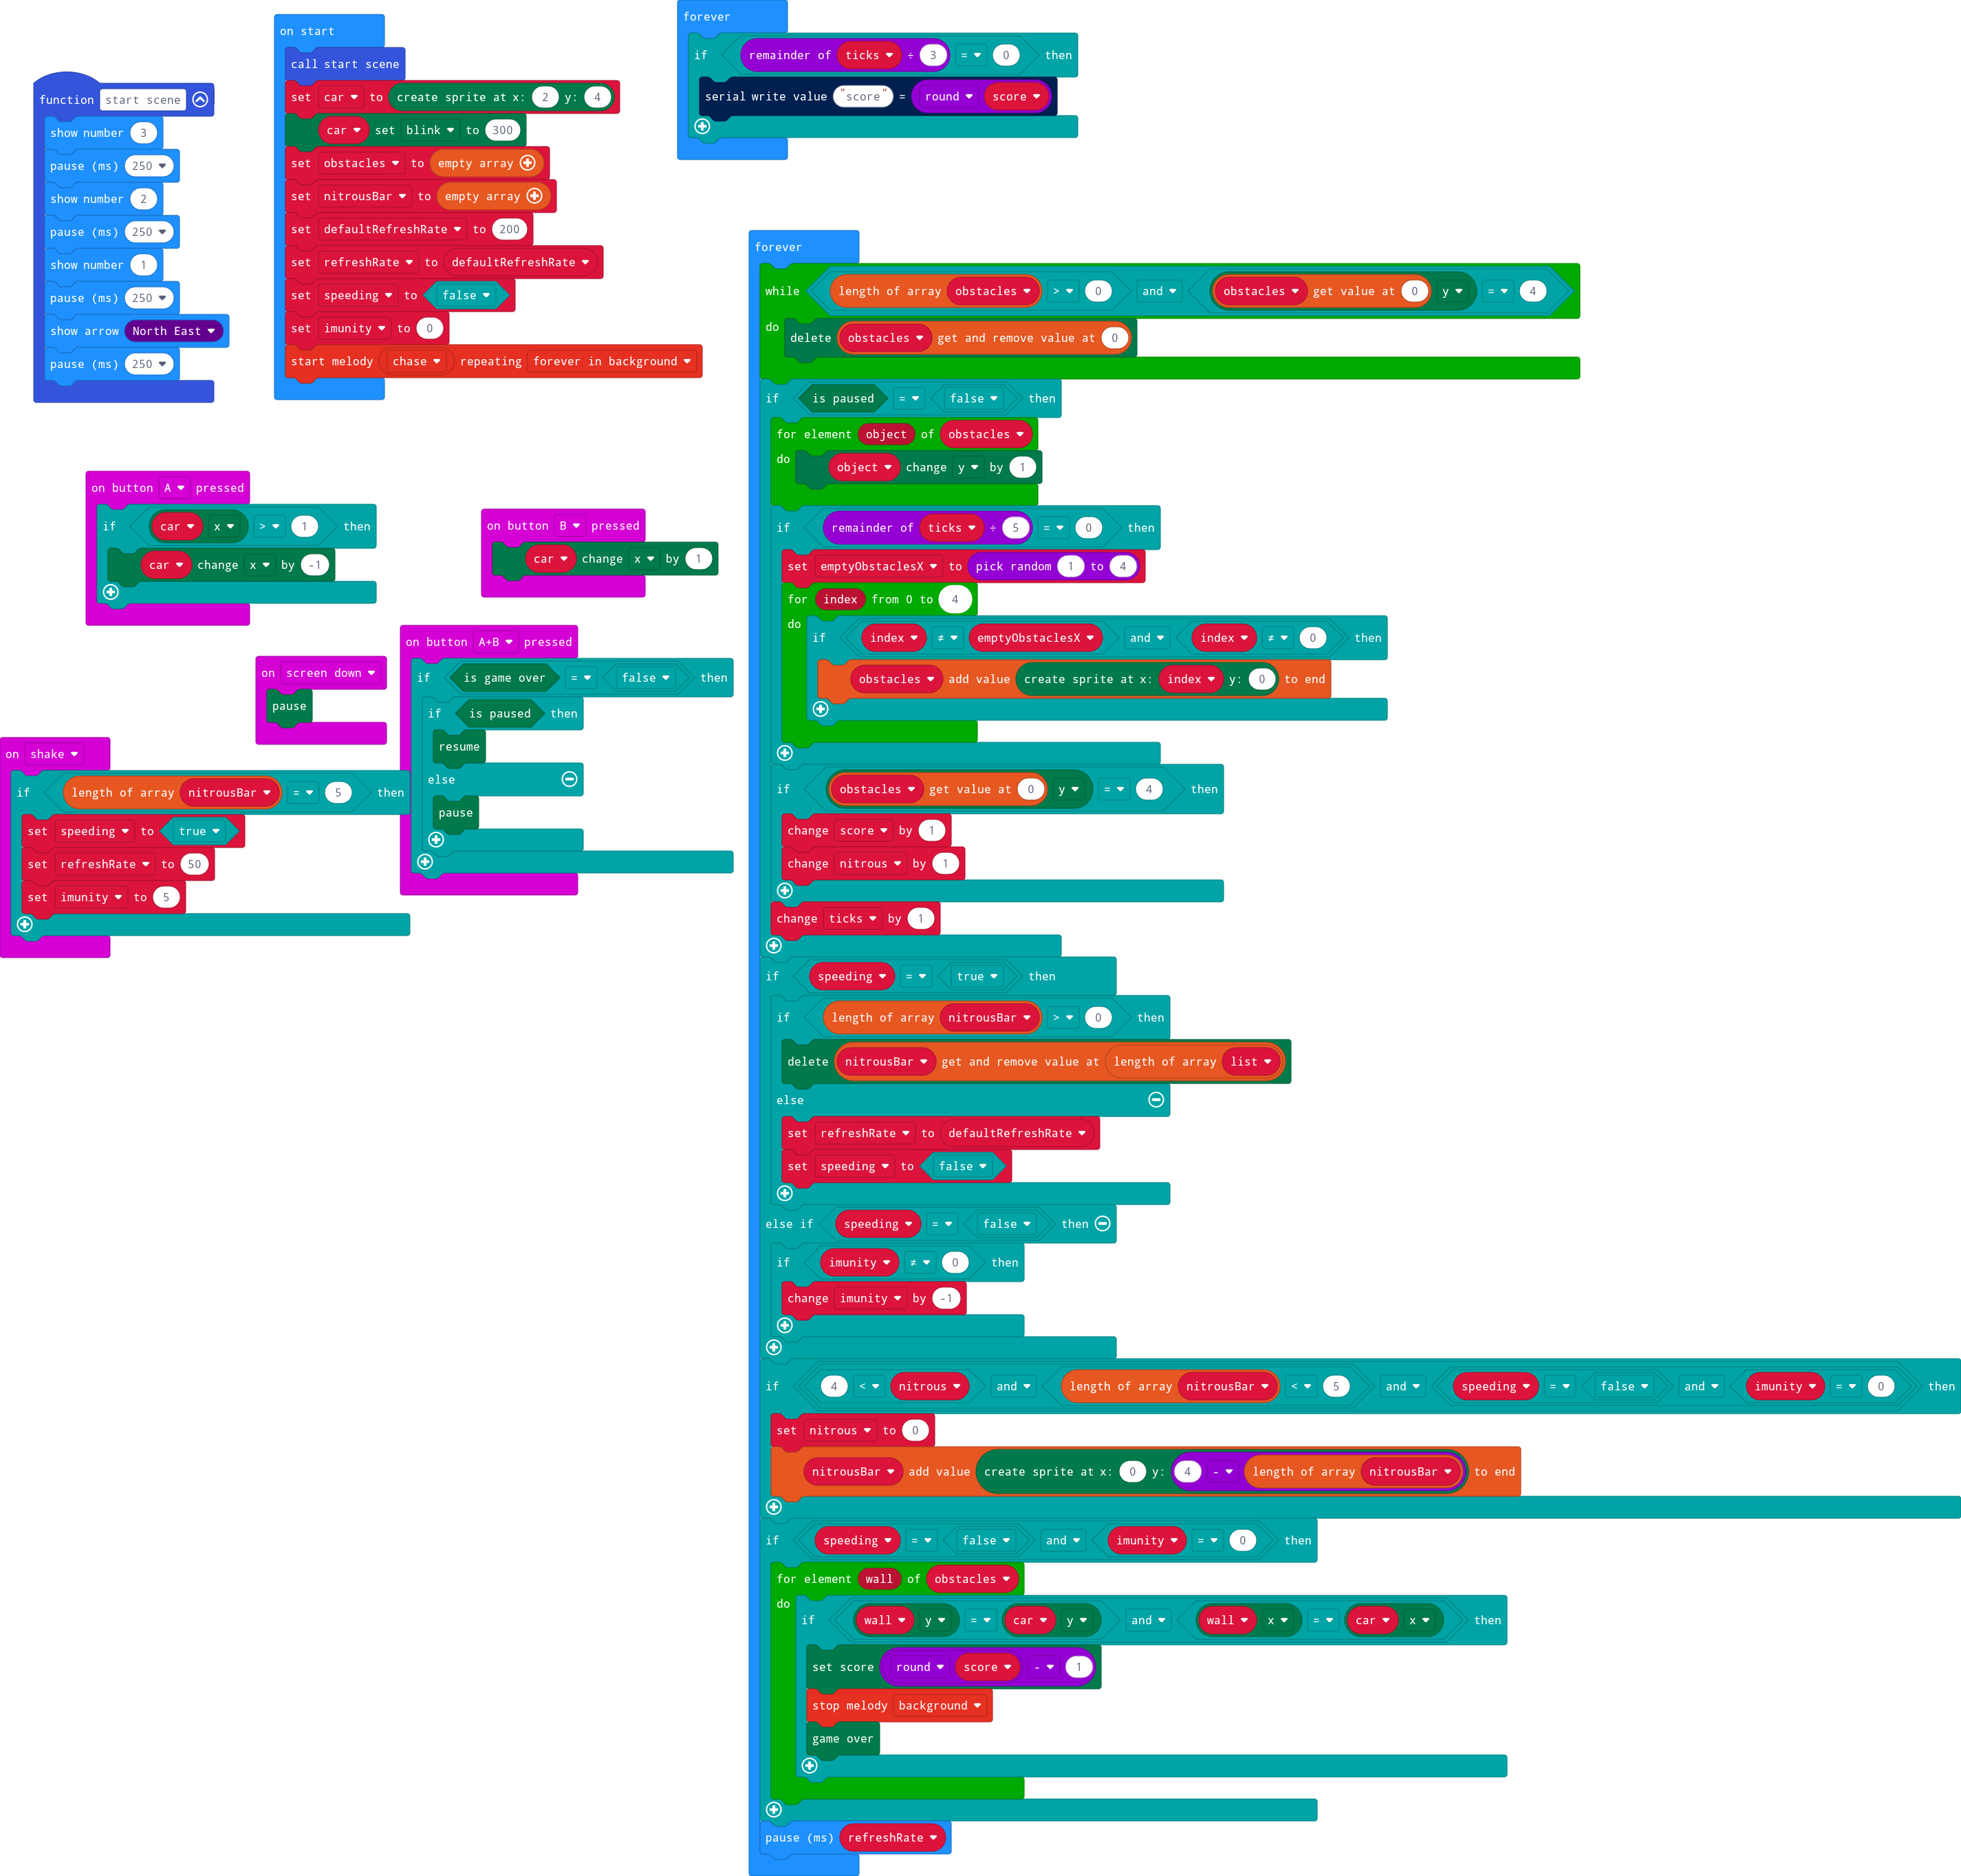 function start scene
show number 3
pause (ms) 250
show number 2
pause (ms) 250
show number 1
pause (ms) 250
show arrow North East
pause (ms) 250
on start
call start scene
set car to create sprite at x: 2 y: 4
car set blink to 300
set obstacles to empty array
set nitrousBar to empty array
set defaultRefreshRate to 200
set refreshRate to defaultRefreshRate
set speeding to false
set imunity to 0
start melody chase repeating forever in background
forever
if remainder of ticks ÷ 3 = 0 then
serial write value "score" = round score
on button A pressed
if car x > 1 then
car change x by -1
on button B pressed
car change x by 1
on screen down
pause
on button A+B pressed
if is game over = false then
if is paused then
resume
else
pause
on shake
if length of array nitrousBar = 5 then
set speeding to true
set refreshRate to 50
set imunity to 5
forever
while length of array obstacles > 0 and obstacles get value at 0 y = 4
do delete obstacles get and remove value at 0
if is paused = false then
for element object of obstacles
do object change y by 1
if remainder of ticks ÷ 5 = 0 then
set emptyObstaclesX to pick random 1 to 4
for index from 0 to 4
do if index ≠ emptyObstaclesX and index ≠ 0 then
obstacles add value create sprite at x: index y: 0 to end
if obstacles get value at 0 y = 4 then
change score by 1
change nitrous by 1
change ticks by 1
if speeding = true then
if length of array nitrousBar > 0 then
delete nitrousBar get and remove value at length of array list
else
set refreshRate to defaultRefreshRate
set speeding to false
else if speeding = false then
if imunity ≠ 0 then
change imunity by -1
if 4 < nitrous and length of array nitrousBar < 5 and speeding = false and imunity = 0 then
set nitrous to 0
nitrousBar add value create sprite at x: 0 y: 4 - length of array nitrousBar to end
if speeding = false and imunity = 0 then
for element wall of obstacles
do if wall y = car y and wall x = car x then
set score round score - 1
stop melody background
game over
pause (ms) refreshRate